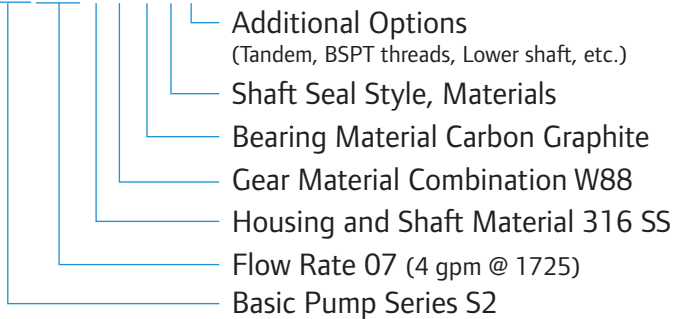 Additional Options
(Tandem, BSPT threads, Lower shaft, etc.)
Shaft Seal Style, Materials
Bearing Material Carbon Graphite
Gear Material Combination W88
Housing and Shaft Material 316 SS
Flow Rate 07 (4 gpm @ 1725)
Basic Pump Series S2